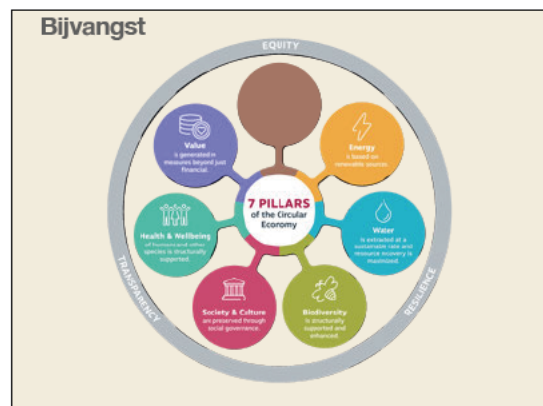 Bijvangst
EQUITY
Value
is generated in
measures beyond just
financial.
Energy
is based on
renewable sources.
7 PILLARS
of the Circular
Economy
Health & Wellbeing
of humans and other
species is structurally
supported.
Water
is extracted at a
sustainable rate and
resource recovery is
maximized.
Society & Culture
are preserved through
social governance.
Biodiversity
is structurally
supported and
enhanced.
TRANSPARENCY
RESILIENCE